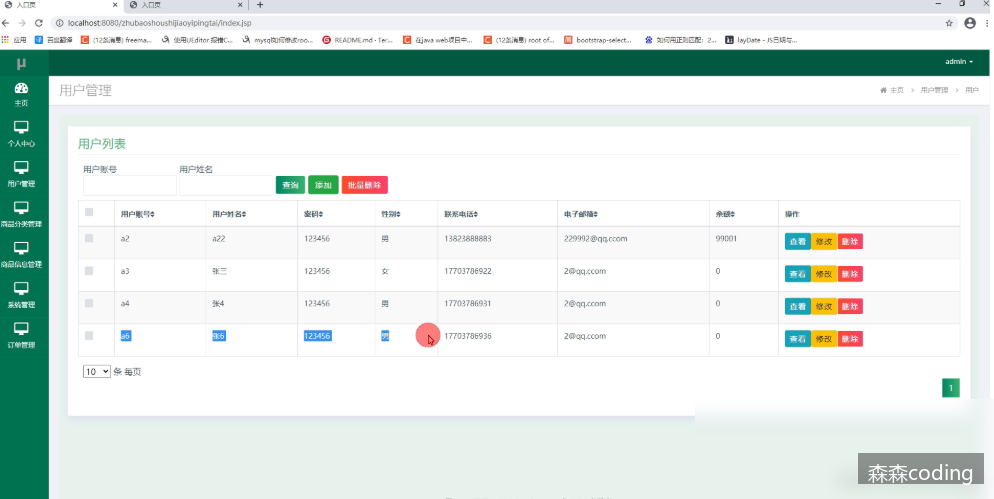 入口页 入口页
localhost:8080/zhubaoshoushijiaoyipingtai/index.jsp
应用 百度翻译 (12条消息) freema... 使用UEditor 报错C... mysql如何修改roo... README.md · Ter... 在java web项目中... (12条消息) root of... bootstrap-select... 如何用正则匹配：2... layDate - JS日期与...
μ admin
用户管理 主页 > 用户管理 > 用户
主页
个人中心
用户管理
商品分类管理
商品信息管理
系统管理
订单管理
用户列表
用户账号 用户姓名
查询 添加 批量删除
用户账号 用户姓名 密码 性别 联系电话 电子邮箱 余额 操作
a2 a22 123456 男 13823888883 229992@qq.ccom 99001 查看 修改 删除
a3 张三 123456 女 17703786922 2@qq.ccom 0 查看 修改 删除
a4 张4 123456 男 17703786931 2@qq.ccom 0 查看 修改 删除
a6 张6 123456 男 17703786936 2@qq.ccom 0 查看 修改 删除
10 条 每页
1
森森coding